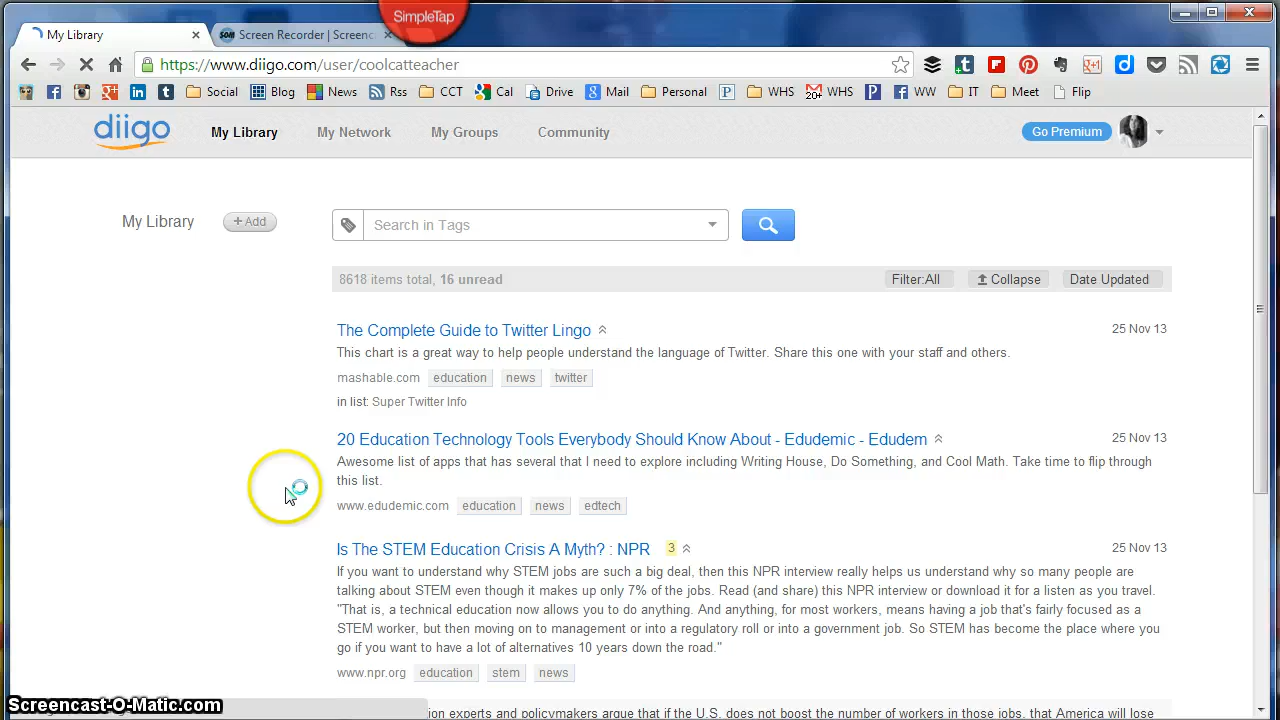 SimpleTap
My Library
Screen Recorder | Screenc
https://www.diigo.com/user/coolcatteacher
Social Blog News Rss CCT Cal Drive Mail Personal WHS WHS WW IT Meet Flip
diigo
My Library My Network My Groups Community Go Premium
My Library + Add Search in Tags
8618 items total, 16 unread Filter:All Collapse Date Updated
The Complete Guide to Twitter Lingo 25 Nov 13
This chart is a great way to help people understand the language of Twitter. Share this one with your staff and others.
mashable.com education news twitter
in list: Super Twitter Info
20 Education Technology Tools Everybody Should Know About - Edudemic - Edudem 25 Nov 13
Awesome list of apps that has several that I need to explore including Writing House, Do Something, and Cool Math. Take time to flip through
this list.
www.edudemic.com education news edtech
Is The STEM Education Crisis A Myth? : NPR 3 25 Nov 13
If you want to understand why STEM jobs are such a big deal, then this NPR interview really helps us understand why so many people are
talking about STEM even though it makes up only 7% of the jobs. Read (and share) this NPR interview or download it for a listen as you travel.
"That is, a technical education now allows you to do anything. And anything, for most workers, means having a job that's fairly focused as a
STEM worker, but then moving on to management or into a regulatory roll or into a government job. So STEM has become the place where you
go if you want to have a lot of alternatives 10 years down the road."
www.npr.org education stem news
ion experts and policymakers argue that if the U.S. does not boost the number of workers in those jobs, that America will lose
Screencast-O-Matic.com